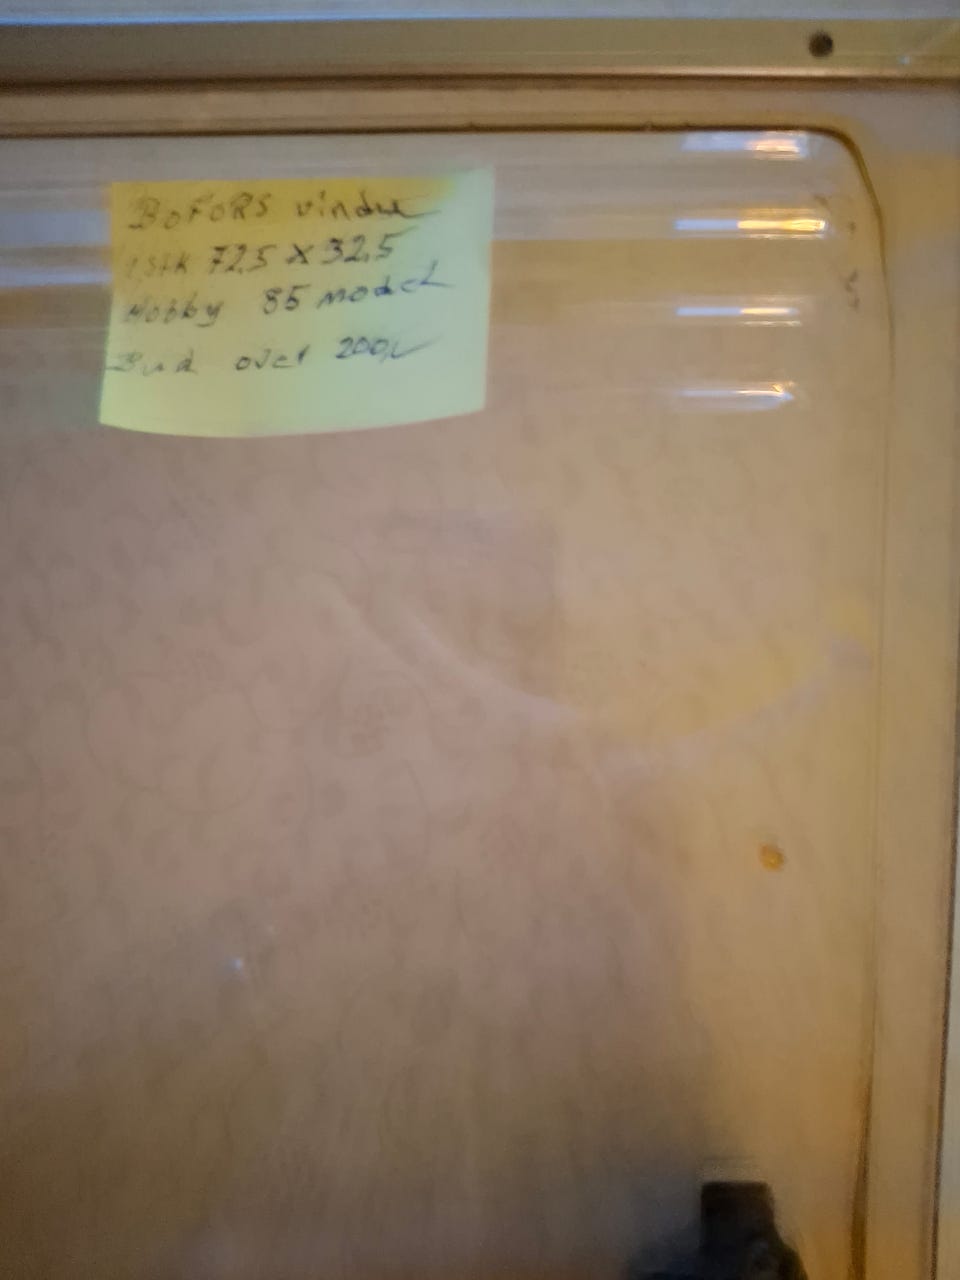 BOFORS vindu
1 STK 72,5 X 32,5
Hobby 85 model
Bud over 200,-